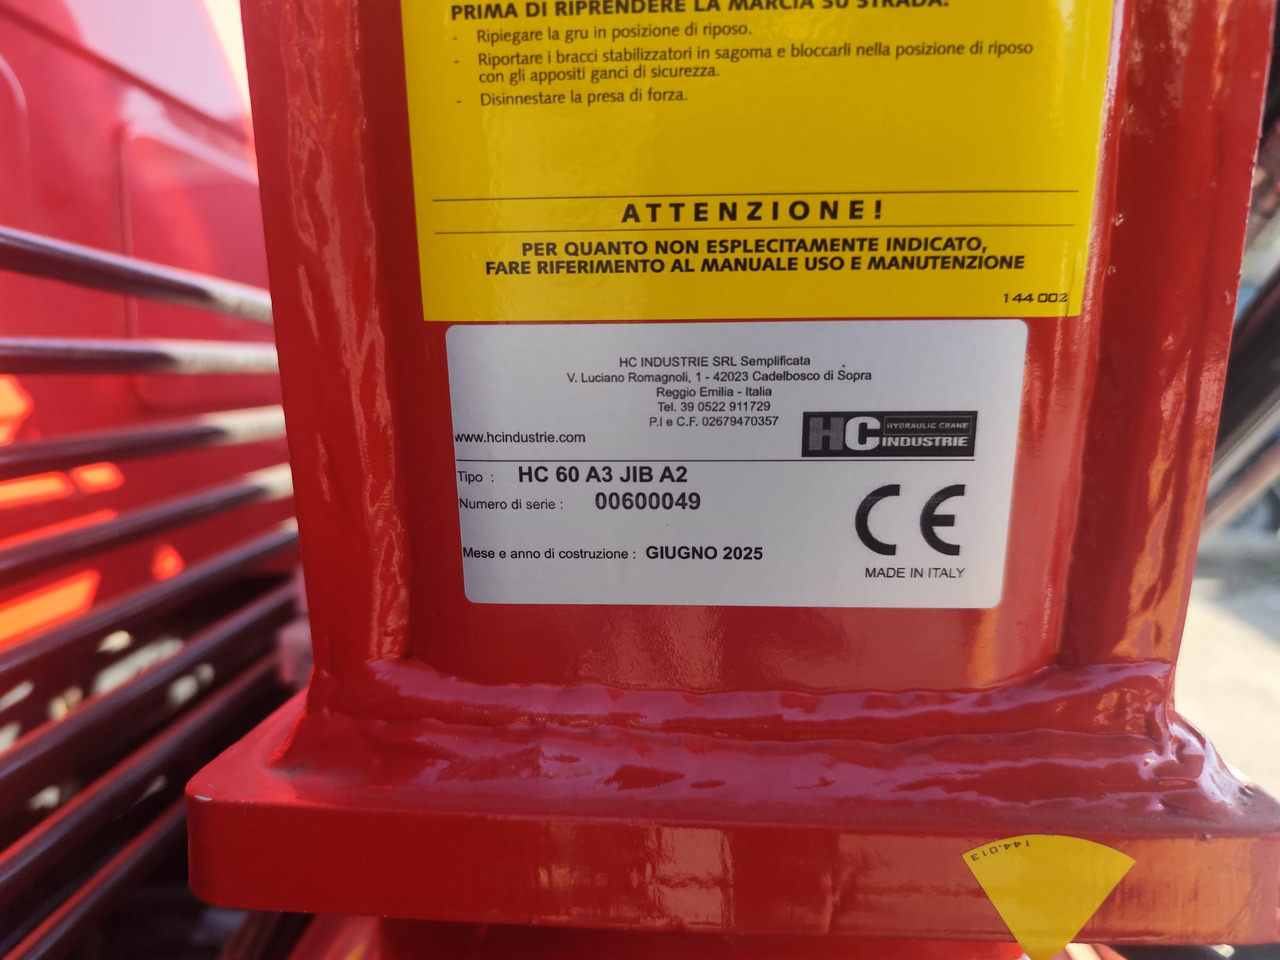 PRIMA DI RIPRENDERE LA MARCIA SU STRADA:
- Ripiegare la gru in posizione di riposo.
- Riportare i bracci stabilizzatori in sagoma e bloccarli nella posizione di riposo
con gli appositi ganci di sicurezza.
- Disinnestare la presa di forza.
ATTENZIONE!
PER QUANTO NON ESPLECITAMENTE INDICATO,
FARE RIFERIMENTO AL MANUALE USO E MANUTENZIONE
144 002
HC INDUSTRIE SRL Semplificata
V. Luciano Romagnoli, 1 - 42023 Cadelbosco di Sopra
Reggio Emilia - Italia
Tel. 39 0522 911729
P.I e C.F. 02679470357
www.hcindustrie.com
HC HYDRAULIC CRANE
INDUSTRIE
Tipo : HC 60 A3 JIB A2
Numero di serie : 00600049
Mese e anno di costruzione : GIUGNO 2025
CE
MADE IN ITALY
144.013